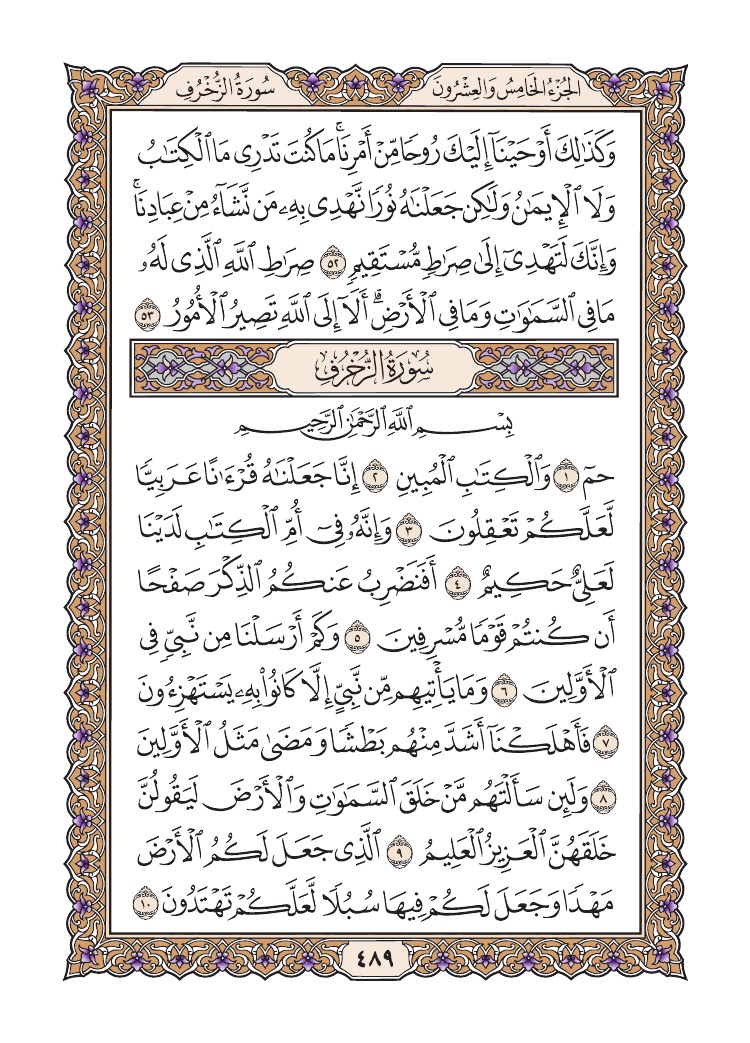 الجُزْءُ الخَامِسُ وَالعِشْرُونَ
سُورَةُ الزُّخْرُفِ
وَكَذَٰلِكَ أَوْحَيْنَآ إِلَيْكَ رُوحًا مِّنْ أَمْرِنَاۚ مَا كُنتَ تَدْرِى مَا ٱلْكِتَٰبُ
وَلَا ٱلْإِيمَٰنُ وَلَٰكِن جَعَلْنَٰهُ نُورًا نَّهْدِى بِهِۦ مَن نَّشَآءُ مِنْ عِبَادِنَاۚ
وَإِنَّكَ لَتَهْدِىٓ إِلَىٰ صِرَٰطٍ مُّسْتَقِيمٍ ٥٢ صِرَٰطِ ٱللَّهِ ٱلَّذِى لَهُۥ
مَا فِى ٱلسَّمَٰوَٰتِ وَمَا فِى ٱلْأَرْضِۗ أَلَآ إِلَى ٱللَّهِ تَصِيرُ ٱلْأُمُورُ ٥٣
سُورَةُ الزُّخْرُفِ
بِسْمِ ٱللَّهِ ٱلرَّحْمَٰنِ ٱلرَّحِيمِ
حمٓ ١ وَٱلْكِتَٰبِ ٱلْمُبِينِ ٢ إِنَّا جَعَلْنَٰهُ قُرْءَٰنًا عَرَبِيًّا
لَّعَلَّكُمْ تَعْقِلُونَ ٣ وَإِنَّهُۥ فِىٓ أُمِّ ٱلْكِتَٰبِ لَدَيْنَا
لَعَلِىٌّ حَكِيمٌ ٤ أَفَنَضْرِبُ عَنكُمُ ٱلذِّكْرَ صَفْحًا
أَن كُنتُمْ قَوْمًا مُّسْرِفِينَ ٥ وَكَمْ أَرْسَلْنَا مِن نَّبِىٍّ فِى
ٱلْأَوَّلِينَ ٦ وَمَا يَأْتِيهِم مِّن نَّبِىٍّ إِلَّا كَانُوا۟ بِهِۦ يَسْتَهْزِءُونَ
٧ فَأَهْلَكْنَآ أَشَدَّ مِنْهُم بَطْشًا وَمَضَىٰ مَثَلُ ٱلْأَوَّلِينَ
٨ وَلَئِن سَأَلْتَهُم مَّنْ خَلَقَ ٱلسَّمَٰوَٰتِ وَٱلْأَرْضَ لَيَقُولُنَّ
خَلَقَهُنَّ ٱلْعَزِيزُ ٱلْعَلِيمُ ٩ ٱلَّذِى جَعَلَ لَكُمُ ٱلْأَرْضَ
مَهْدًا وَجَعَلَ لَكُمْ فِيهَا سُبُلًا لَّعَلَّكُمْ تَهْتَدُونَ ١٠
٤٨٩